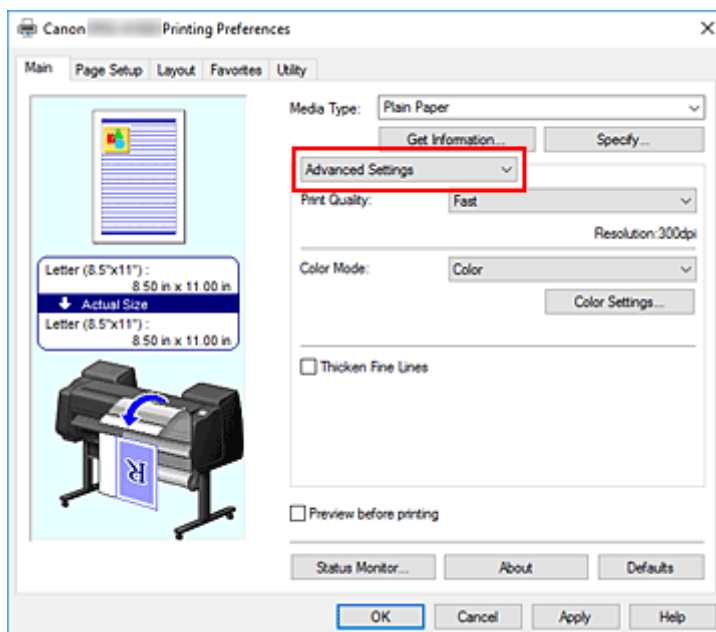 Canon Printing Preferences
Main Page Setup Layout Favorites Utility
Media Type: Plain Paper
Get Information... Specify...
Advanced Settings
Print Quality: Fast
Resolution:300dpi
Color Mode: Color
Color Settings...
Thicken Fine Lines
Letter (8.5"x11") :
8.50 in x 11.00 in
Actual Size
Letter (8.5"x11") :
8.50 in x 11.00 in
R
Preview before printing
Status Monitor... About Defaults
OK Cancel Apply Help